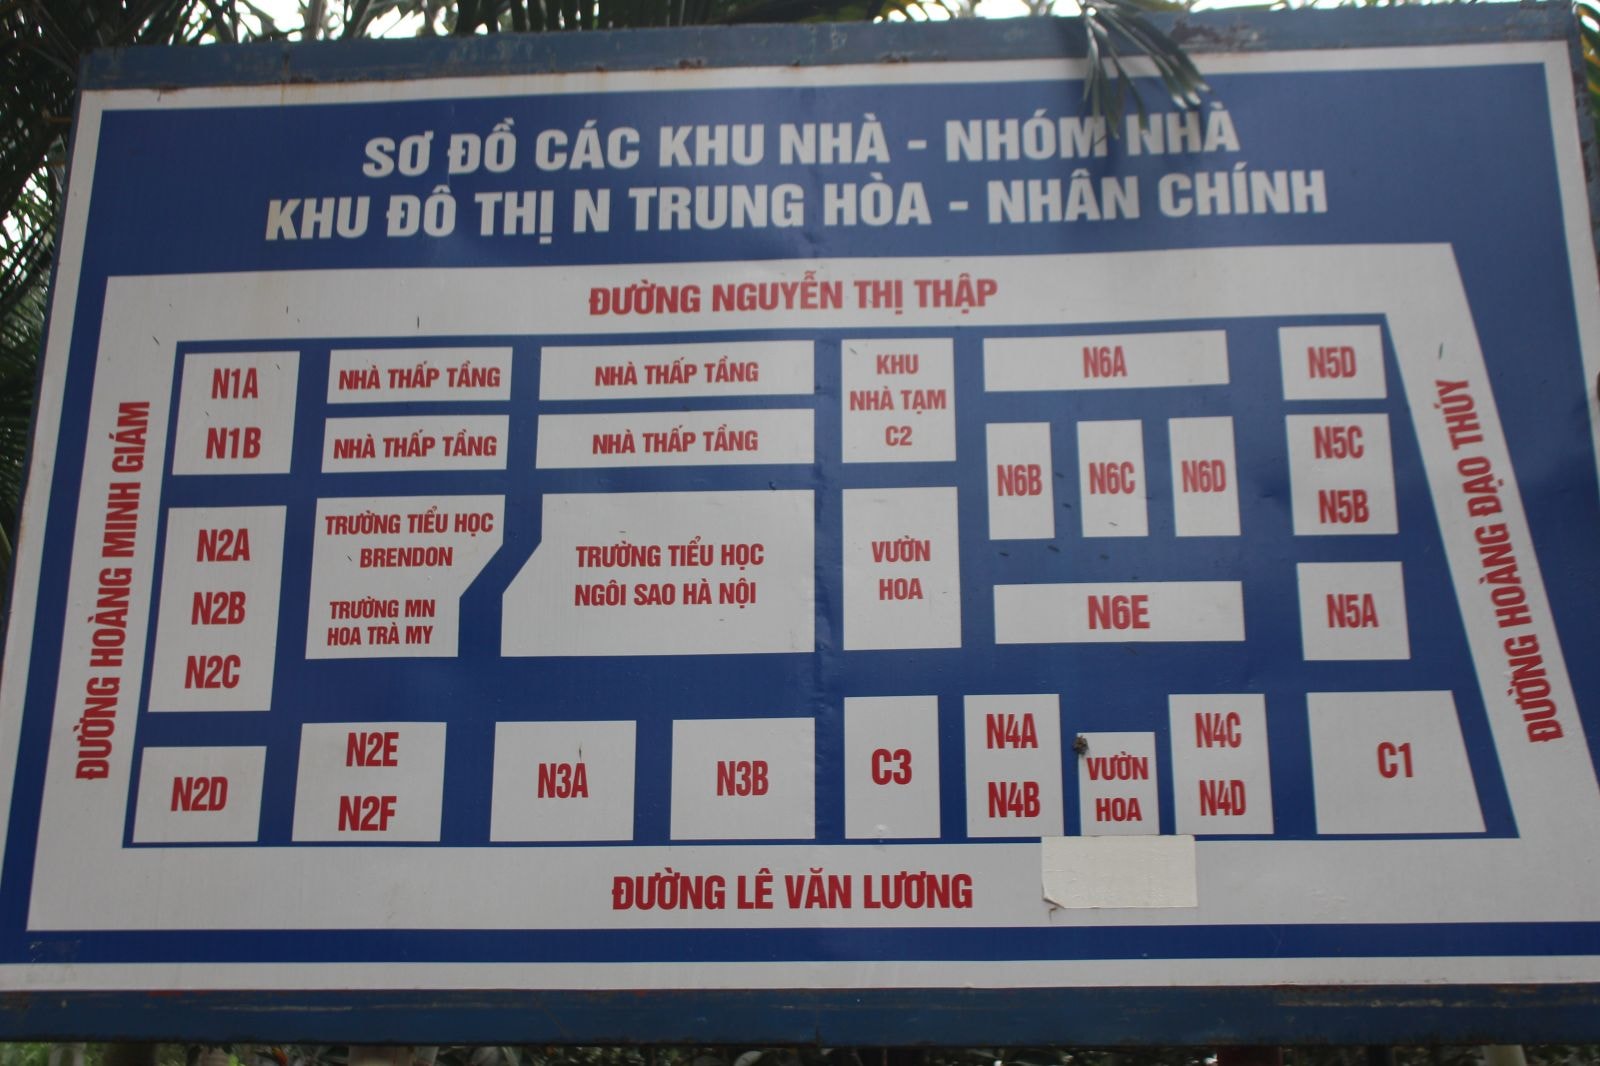 SƠ ĐỒ CÁC KHU NHÀ - NHÓM NHÀ
KHU ĐÔ THỊ N TRUNG HÒA - NHÂN CHÍNH
ĐƯỜNG NGUYỄN THỊ THẬP
ĐƯỜNG HOÀNG MINH GIÁM
N1A
N1B
NHÀ THẤP TẦNG
NHÀ THẤP TẦNG
NHÀ THẤP TẦNG
NHÀ THẤP TẦNG
KHU
NHÀ TẠM
C2
N6A
N5D
N6B
N6C
N6D
N5C
N5B
ĐƯỜNG HOÀNG ĐẠO THÚY
N2A
N2B
N2C
TRƯỜNG TIỂU HỌC
BRENDON
TRƯỜNG MN
HOA TRÀ MY
TRƯỜNG TIỂU HỌC
NGÔI SAO HÀ NỘI
VƯỜN
HOA
N6E
N5A
N2D
N2E
N2F
N3A
N3B
C3
N4A
N4B
VƯỜN
HOA
N4C
N4D
C1
ĐƯỜNG LÊ VĂN LƯƠNG